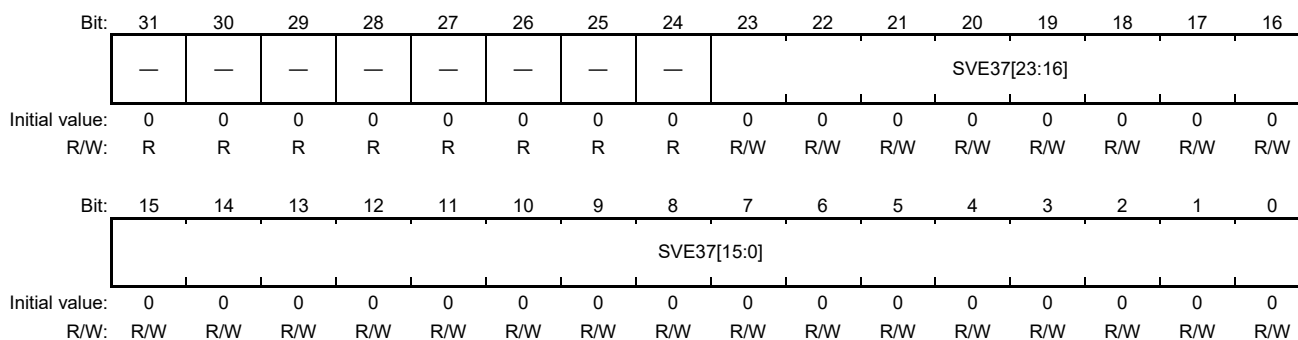 Bit: 31 30 29 28 27 26 25 24 23 22 21 20 19 18 17 16
— — — — — — — — SVE37[23:16]
Initial value: 0 0 0 0 0 0 0 0 0 0 0 0 0 0 0 0
R/W: R R R R R R R R R/W R/W R/W R/W R/W R/W R/W R/W
Bit: 15 14 13 12 11 10 9 8 7 6 5 4 3 2 1 0
SVE37[15:0]
Initial value: 0 0 0 0 0 0 0 0 0 0 0 0 0 0 0 0
R/W: R/W R/W R/W R/W R/W R/W R/W R/W R/W R/W R/W R/W R/W R/W R/W R/W